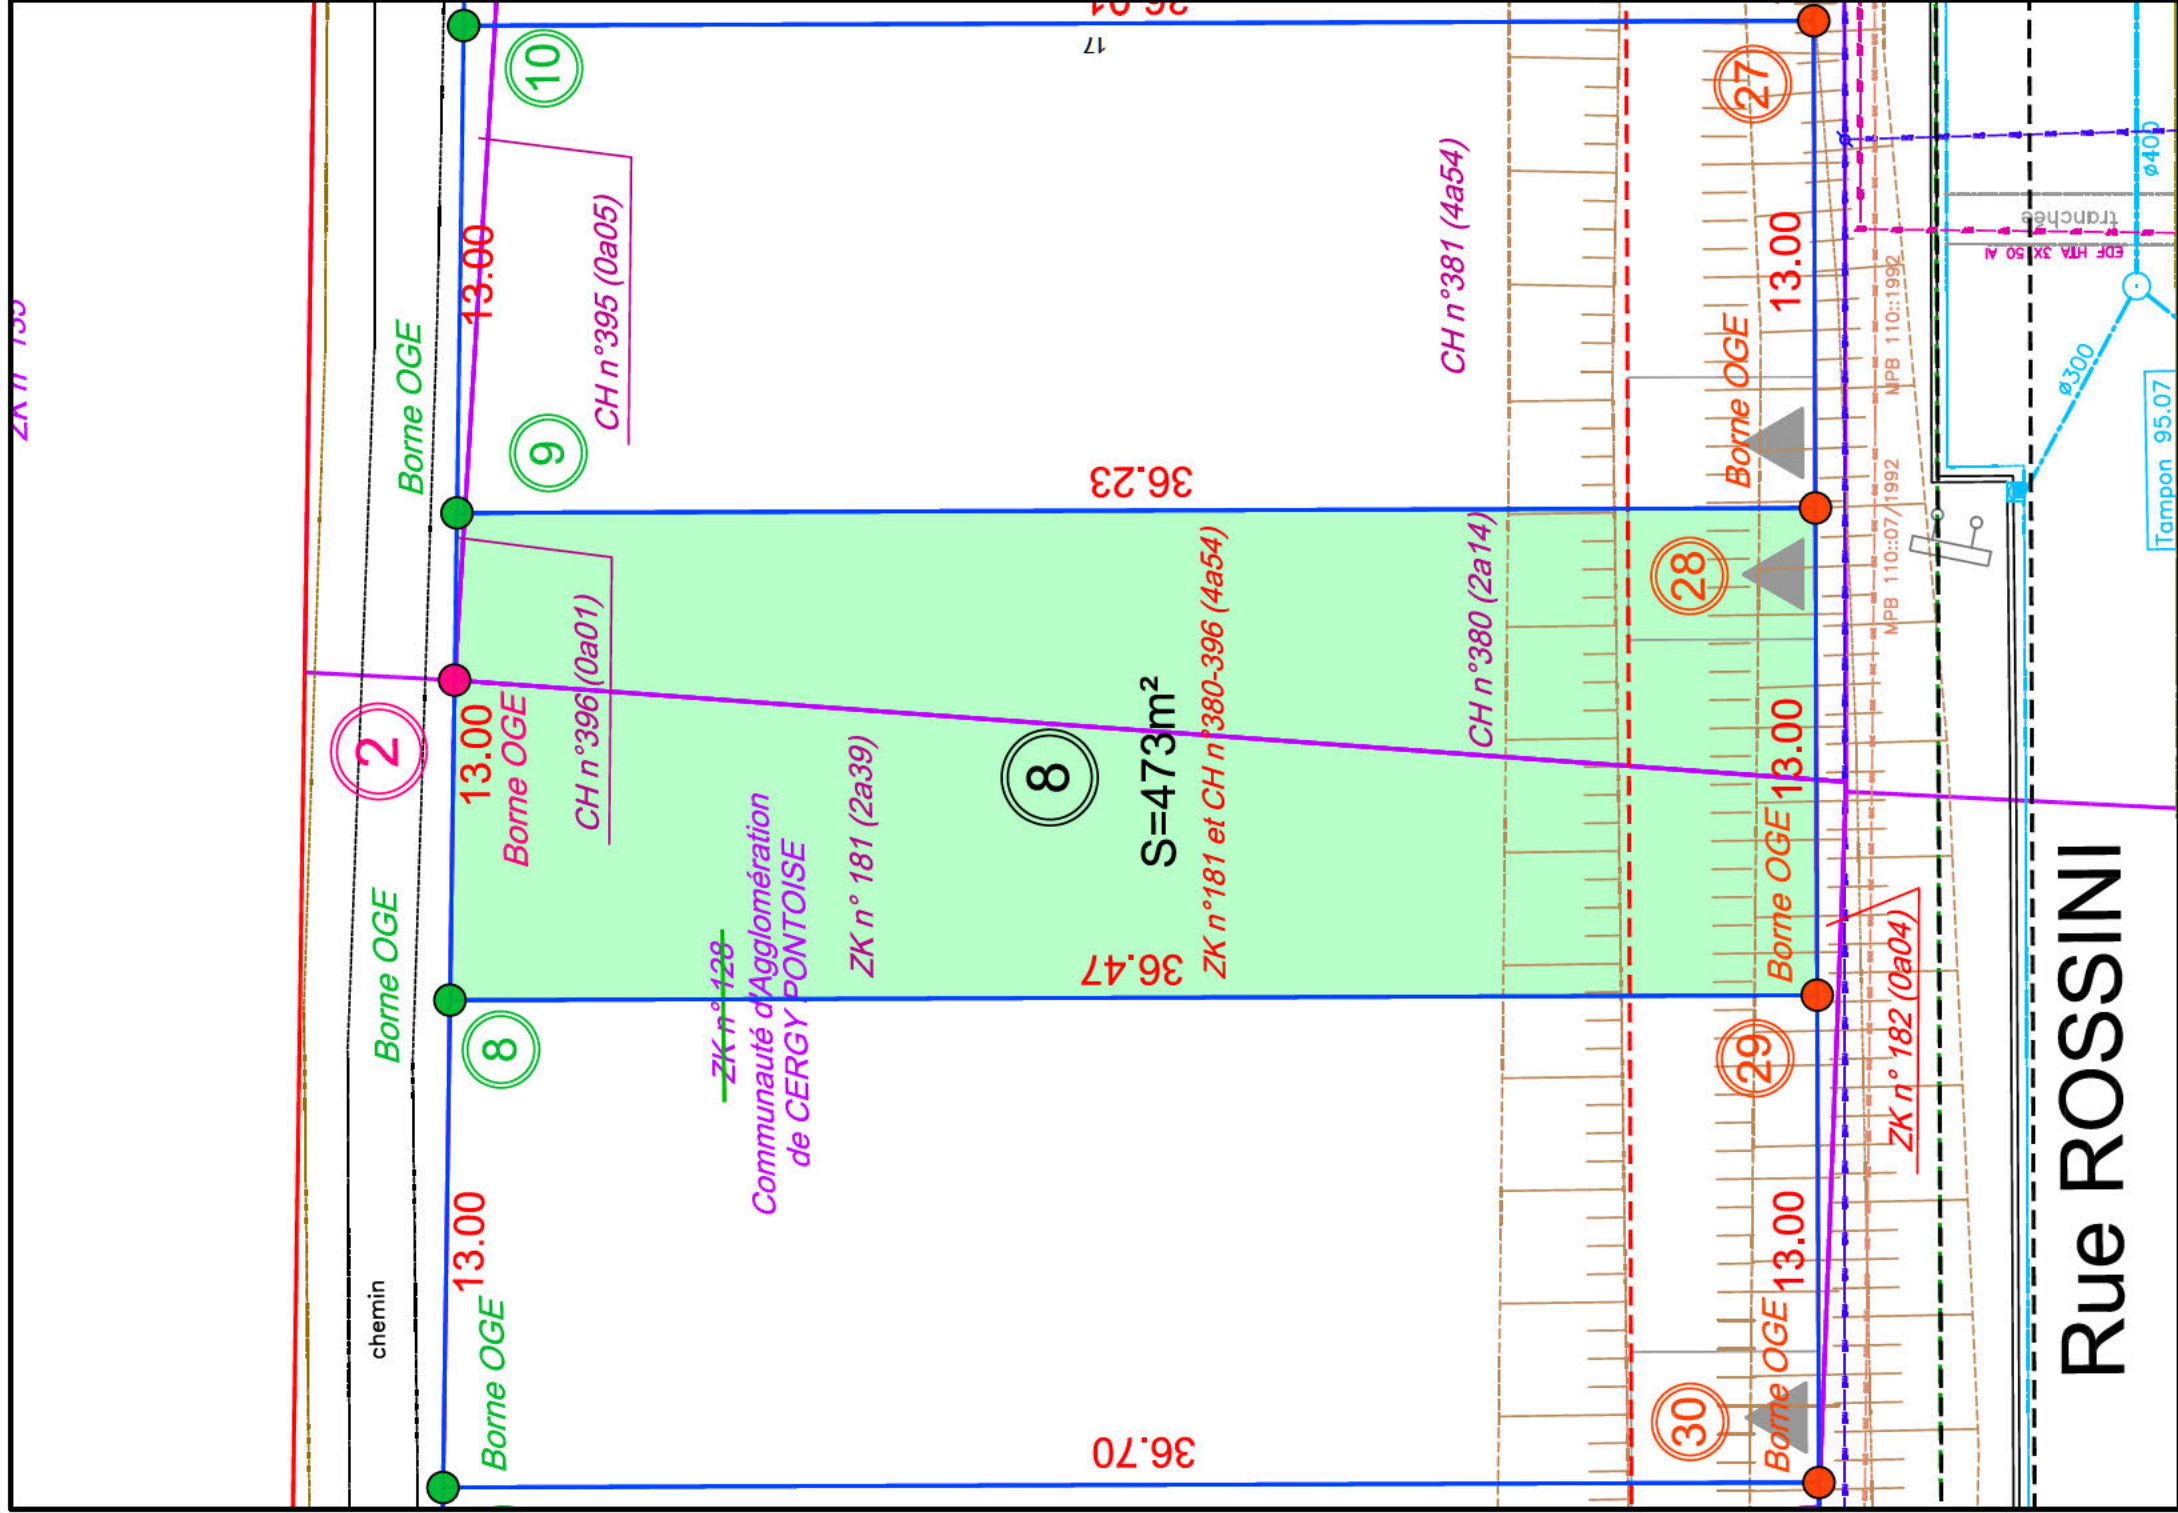 10
17
27
13.00
Borne OGE
CH n°395 (0a05)
9
CH n°381 (4a54)
13.00
Borne OGE
ø400
tranchée
EDF HTA 3X 50 Al
MPB 110::1992
ø300
Tampon 95.07
36.23
MPB 110::07/1992
28
2
13.00
Borne OGE
CH n°396 (0a01)
Borne OGE
8
S=473m²
ZK n°181 et CH n°380-396 (4a54)
CH n°380 (2a14)
13.00
Borne OGE
ZK n° 181 (2a39)
ZK n° 128
Communauté d'Agglomération
de CERGY PONTOISE
36.47
8
29
ZK n° 182 (0a04)
Rue ROSSINI
chemin
13.00
Borne OGE
13.00
Borne OGE
30
36.70